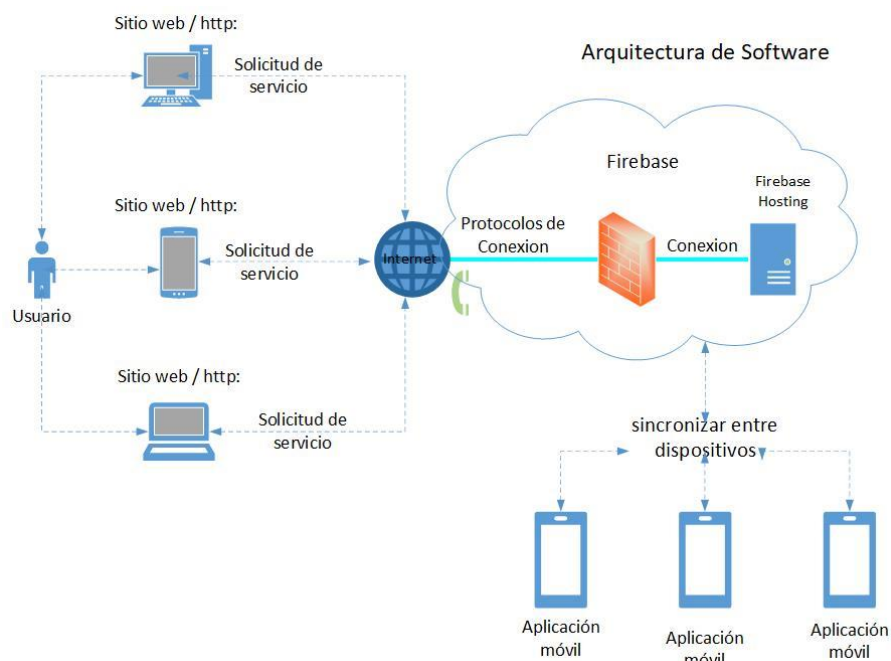 Sitio web / http:
Solicitud de
servicio
Arquitectura de Software
Firebase
Firebase
Hosting
Sitio web / http:
Solicitud de
servicio
Internet
Protocolos de
Conexion
Conexion
Usuario
Sitio web / http:
Solicitud de
servicio
sincronizar entre
dispositivos
Aplicación
móvil
Aplicación
móvil
Aplicación
móvil